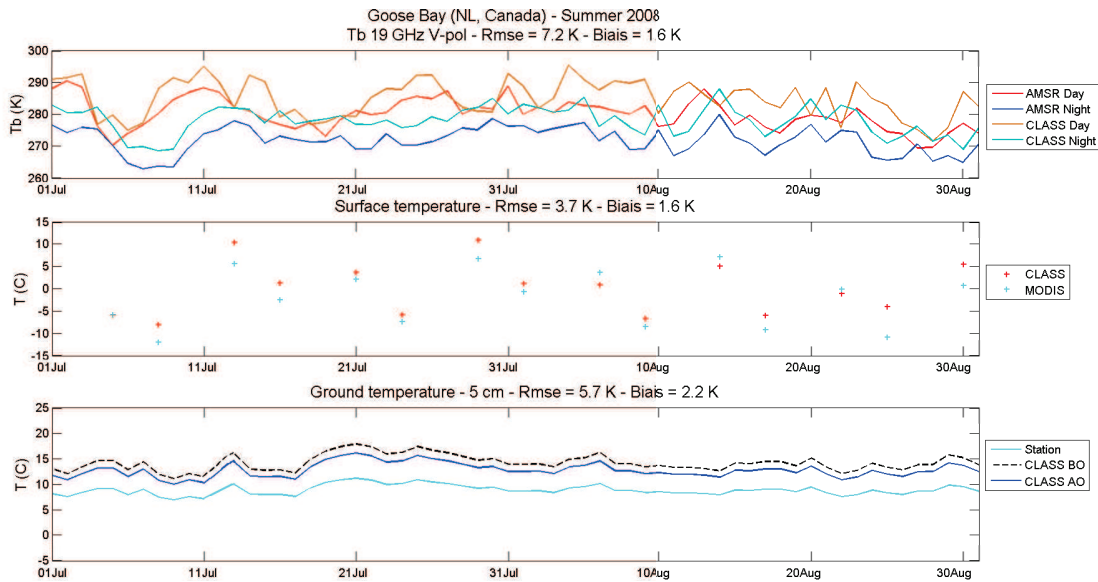 Goose Bay (NL, Canada) - Summer 2008
Tb 19 GHz V-pol - Rmse = 7.2 K - Biais = 1.6 K
300
290
280
270
260
Tb (K)
01Jul 11Jul 21Jul 31Jul 10Aug 20Aug 30Aug
AMSR Day
AMSR Night
CLASS Day
CLASS Night
Surface temperature - Rmse = 3.7 K - Biais = 1.6 K
15
10
5
0
-5
-10
-15
T (C)
01Jul 11Jul 21Jul 31Jul 10Aug 20Aug 30Aug
CLASS
MODIS
Ground temperature - 5 cm - Rmse = 5.7 K - Biais = 2.2 K
25
20
15
10
5
0
-5
T (C)
01Jul 11Jul 21Jul 31Jul 10Aug 20Aug 30Aug
Station
CLASS BO
CLASS AO